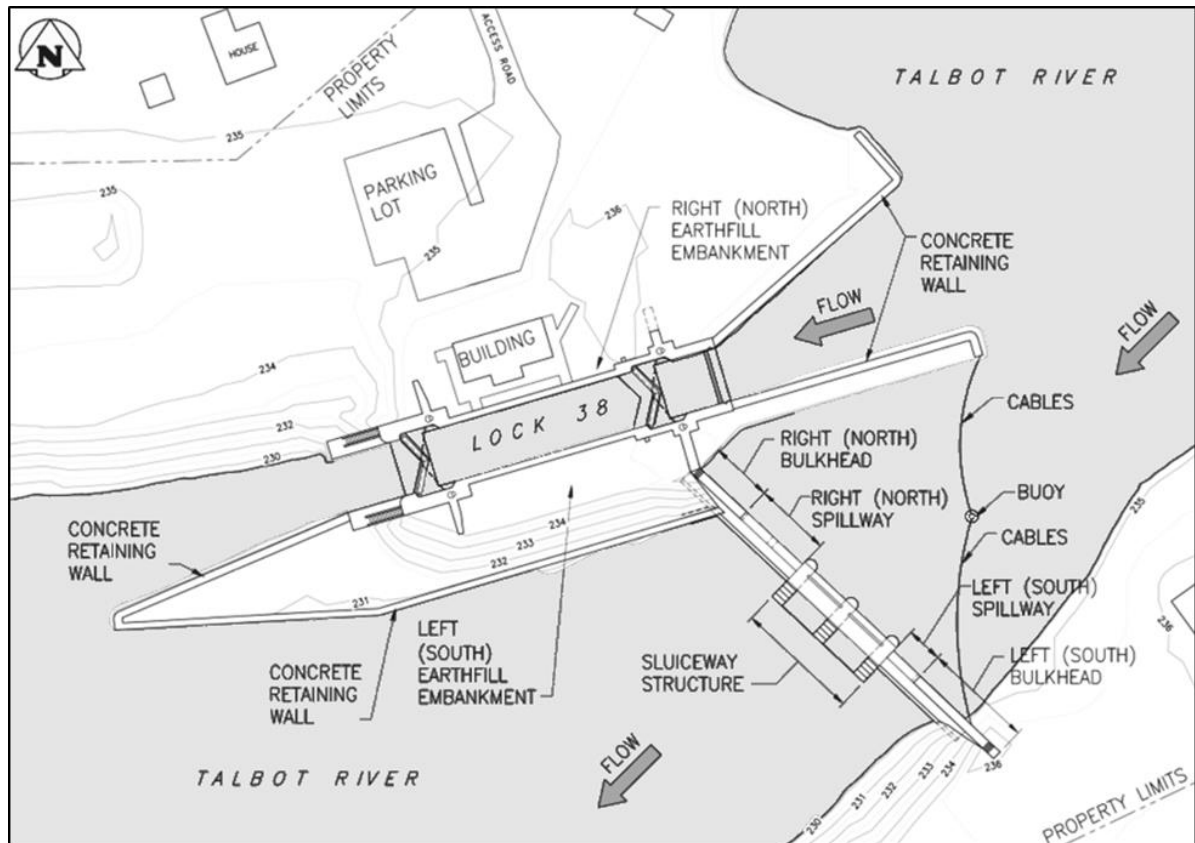 N
HOUSE
ACCESS ROAD
PROPERTY
LIMITS
TALBOT RIVER
235
235
PARKING
LOT
236
235
RIGHT (NORTH)
EARTHFILL
EMBANKMENT
CONCRETE
RETAINING
WALL
FLOW
FLOW
BUILDING
234
232
230
LOCK 38
CABLES
RIGHT (NORTH)
BULKHEAD
RIGHT (NORTH)
SPILLWAY
BUOY
235
CABLES
CONCRETE
RETAINING
WALL
234
233
232
231
LEFT (SOUTH)
SPILLWAY
236
LEFT
(SOUTH)
EARTHFILL
EMBANKMENT
CONCRETE
RETAINING
WALL
SLUICEWAY
STRUCTURE
LEFT (SOUTH)
BULKHEAD
FLOW
TALBOT RIVER
230
231
232
233
234
236
PROPERTY LIMITS